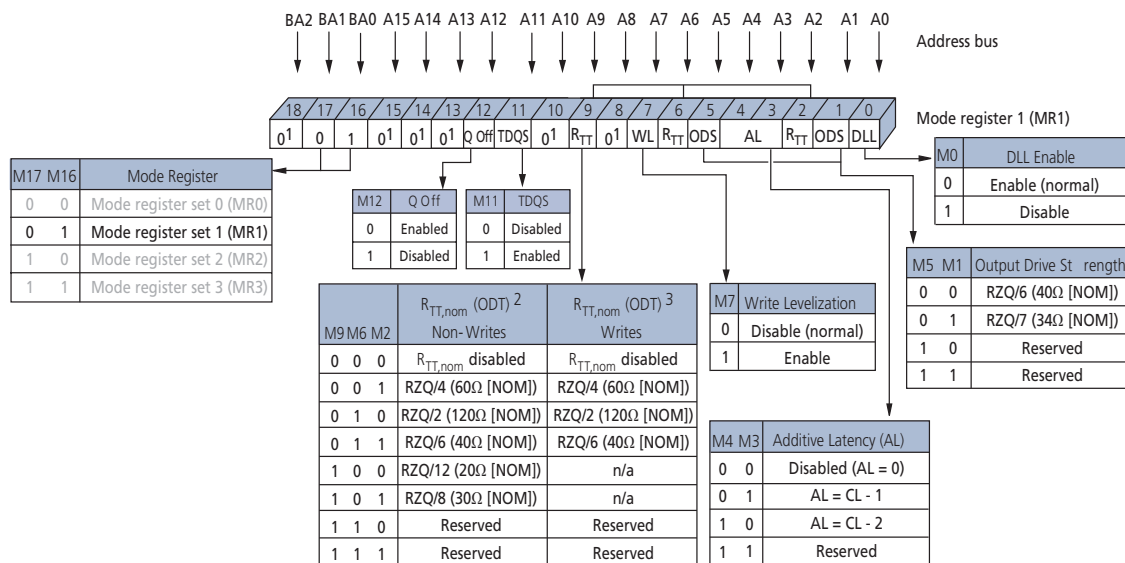 BA2 BA1 BA0 A15 A14 A13 A12 A11 A10 A9 A8 A7 A6 A5 A4 A3 A2 A1 A0
Address bus
18 17 16 15 14 13 12 11 10 9 8 7 6 5 4 3 2 1 0
Mode register 1 (MR1)
0¹ 0 1 0¹ 0¹ 0¹ Q Off TDQS 0¹ RTT 0¹ WL RTT ODS AL RTT ODS DLL
M17 M16 Mode Register
0 0 Mode register set 0 (MR0)
0 1 Mode register set 1 (MR1)
1 0 Mode register set 2 (MR2)
1 1 Mode register set 3 (MR3)
M12 Q Off
0 Enabled
1 Disabled
M11 TDQS
0 Disabled
1 Enabled
M0 DLL Enable
0 Enable (normal)
1 Disable
M5 M1 Output Drive St rength
0 0 RZQ/6 (40Ω [NOM])
0 1 RZQ/7 (34Ω [NOM])
1 0 Reserved
1 1 Reserved
RTT,nom (ODT) ² RTT,nom (ODT) ³
M9 M6 M2 Non-Writes Writes
0 0 0 RTT,nom disabled RTT,nom disabled
0 0 1 RZQ/4 (60Ω [NOM]) RZQ/4 (60Ω [NOM])
0 1 0 RZQ/2 (120Ω [NOM]) RZQ/2 (120Ω [NOM])
0 1 1 RZQ/6 (40Ω [NOM]) RZQ/6 (40Ω [NOM])
1 0 0 RZQ/12 (20Ω [NOM]) n/a
1 0 1 RZQ/8 (30Ω [NOM]) n/a
1 1 0 Reserved Reserved
1 1 1 Reserved Reserved
M7 Write Levelization
0 Disable (normal)
1 Enable
M4 M3 Additive Latency (AL)
0 0 Disabled (AL = 0)
0 1 AL = CL - 1
1 0 AL = CL - 2
1 1 Reserved